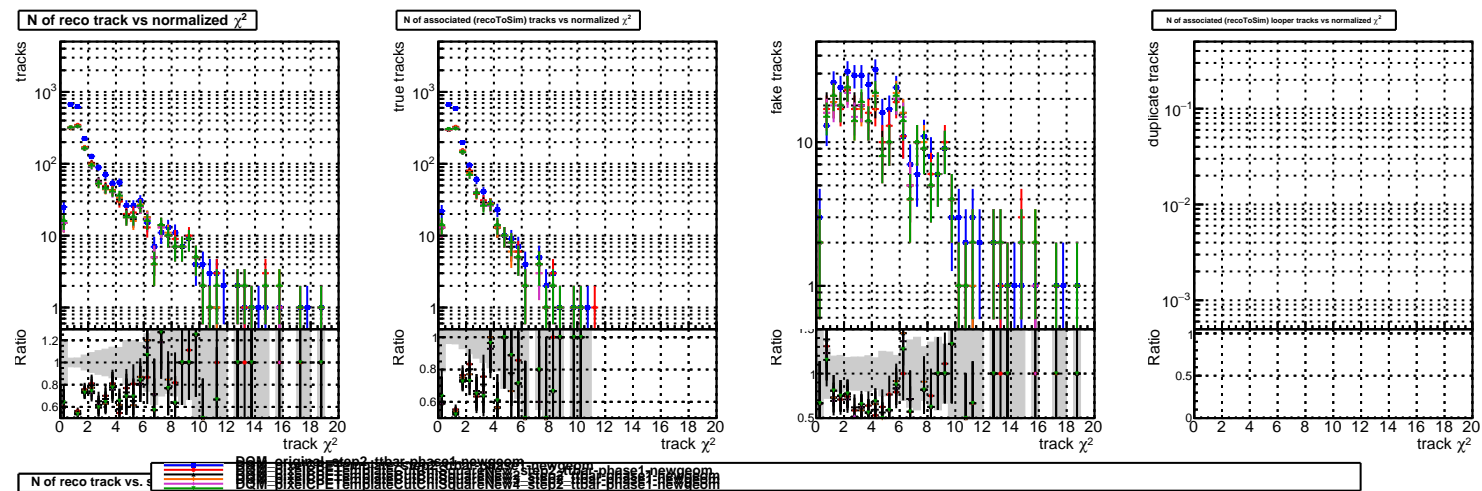 N of reco track vs normalized χ²
N of associated (recoToSim) tracks vs normalized χ²
N of associated (recoToSim) looper tracks vs normalized χ²
tracks
10³
10²
10
1
Ratio
1.2
1
0.8
0.6
0 2 4 6 8 10 12 14 16 18 20
track χ²
true tracks
10³
10²
10
1
Ratio
1
0.8
0.6
0 2 4 6 8 10 12 14 16 18 20
track χ²
fake tracks
10
1
Ratio
1
0.5
0 2 4 6 8 10 12 14 16 18 20
track χ²
duplicate tracks
10⁻¹
10⁻²
10⁻³
Ratio
1
0.5
0
0 2 4 6 8 10 12 14 16 18 20
track χ²
DQM_original-step2-ttbar-phase1-newgeom
N of reco track vs.